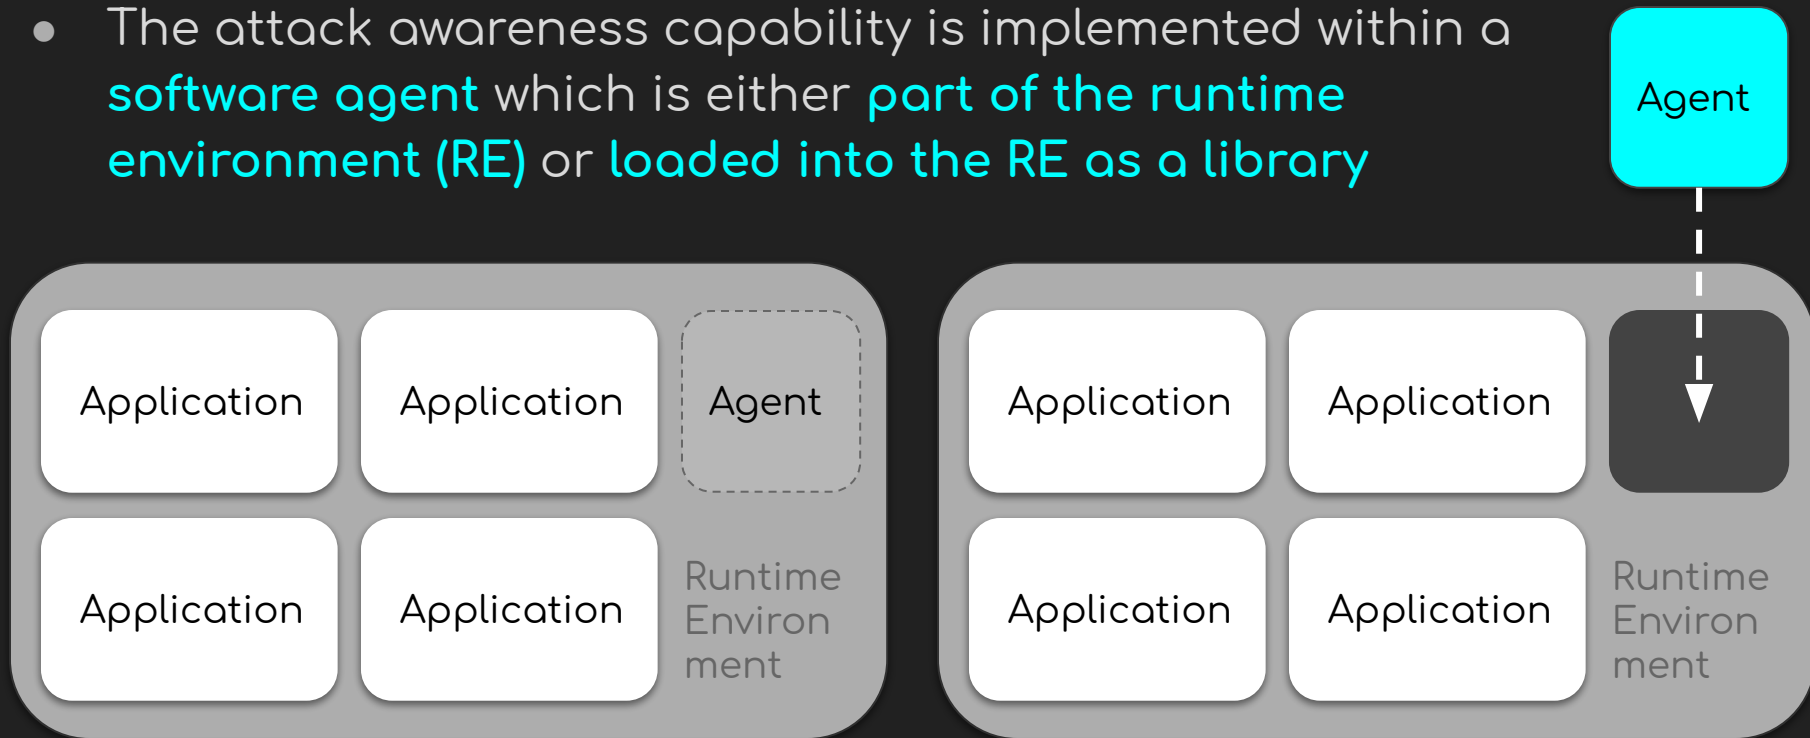 The attack awareness capability is implemented within a
software agent which is either part of the runtime
environment (RE) or loaded into the RE as a library
Agent
Application
Application
Agent
Application
Application
Runtime
Environ
ment
Application
Application
Application
Application
Runtime
Environ
ment